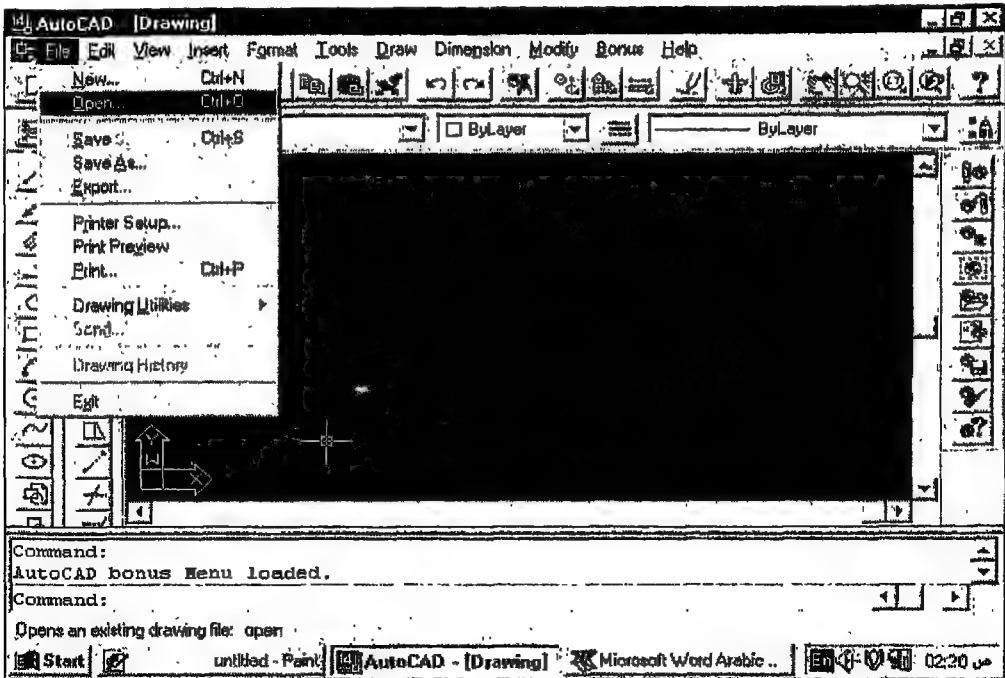 AutoCAD - [Drawing]
File Edit View Insert Format Tools Draw Dimension Modify Bonus Help
New... Ctrl+N
Open... Ctrl+O
Save Ctrl+S
Save As...
Export...
Printer Setup...
Print Preview
Print... Ctrl+P
Drawing Utilities
Send...
Drawing History
Exit
ByLayer
ByLayer
Y
W
X
Command:
AutoCAD bonus Menu loaded.
Command:
Opens an existing drawing file: open
Start untitled - Paint AutoCAD - [Drawing] Microsoft Word Arabic .. En 02:20 ص